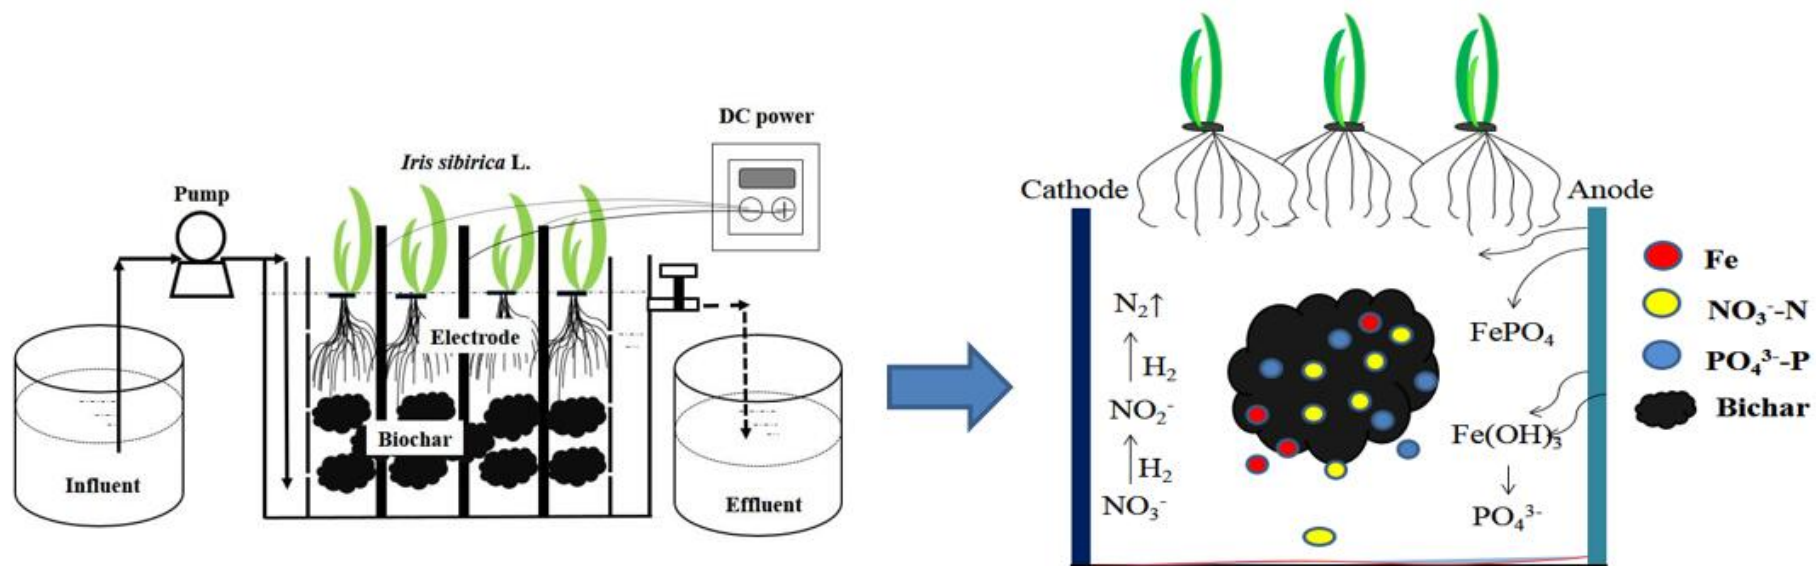 DC power
Iris sibirica L.
Pump
Electrode
Biochar
Influent
Effluent
Cathode
Anode
N₂↑
H₂
NO₂⁻
H₂
NO₃⁻
FePO₄
Fe(OH)₃
PO₄³⁻
Fe
NO₃⁻-N
PO₄³⁻-P
Bichar